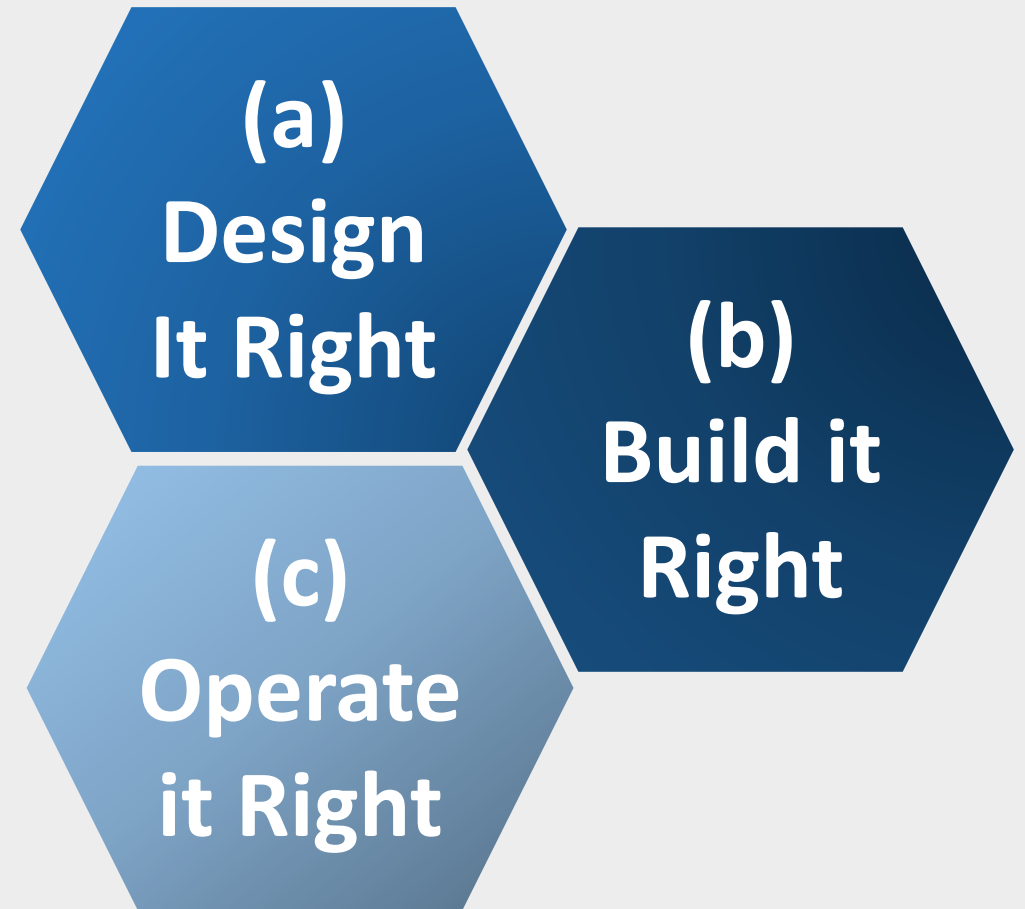 (a)
Design
It Right
(b)
Build it
Right
(c)
Operate
it Right